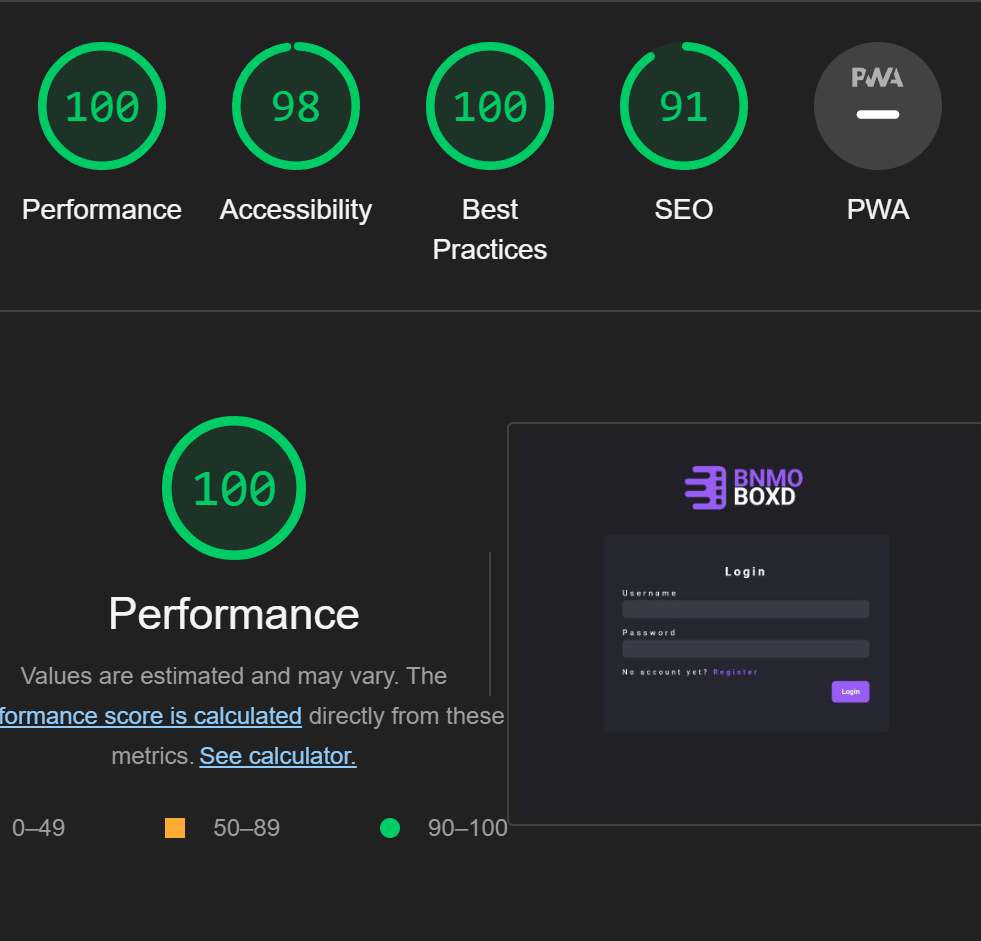 100
98
100
91
PWA
Performance
Accessibility
Best
Practices
SEO
PWA
100
Performance
Values are estimated and may vary. The
formance score is calculated directly from these
metrics. See calculator.
0–49
50–89
90–100
BNMO
BOXD
Login
Username
Password
No account yet? Register
Login